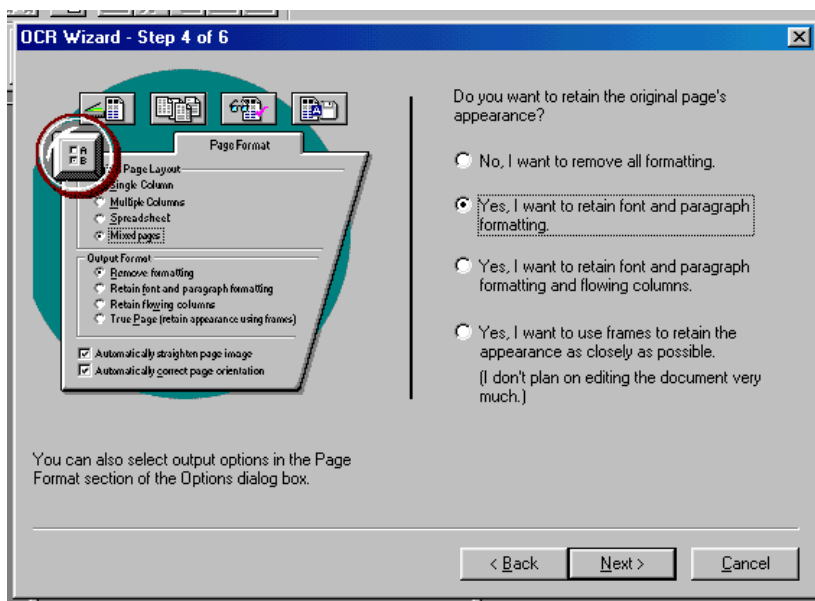 OCR Wizard - Step 4 of 6
Page Format
Page Layout
Single Column
Multiple Columns
Spreadsheet
Mixed pages
Output Format
Remove formatting
Retain font and paragraph formatting
Retain flowing columns
True Page (retain appearance using frames)
Automatically straighten page image
Automatically correct page orientation
You can also select output options in the Page
Format section of the Options dialog box.
Do you want to retain the original page's
appearance?
No, I want to remove all formatting.
Yes, I want to retain font and paragraph
formatting.
Yes, I want to retain font and paragraph
formatting and flowing columns.
Yes, I want to use frames to retain the
appearance as closely as possible.
(I don't plan on editing the document very
much.)
< Back
Next >
Cancel